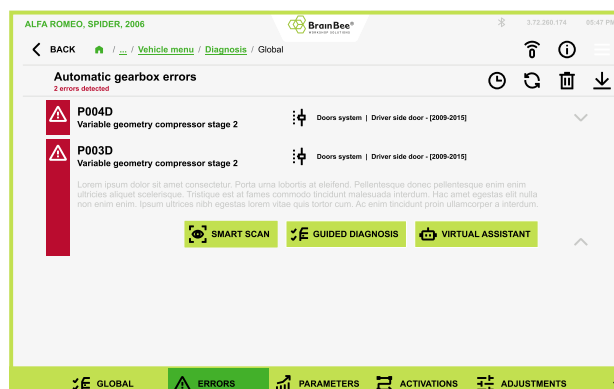 ALFA ROMEO, SPIDER, 2006
BrainBee®
WORKSHOP SOLUTIONS
3.72.260.174
05:47 PM
BACK / ... / Vehicle menu / Diagnosis / Global
Automatic gearbox errors
2 errors detected
P004D
Variable geometry compressor stage 2
Doors system | Driver side door - [2009-2015]
P003D
Variable geometry compressor stage 2
Doors system | Driver side door - [2009-2015]
Lorem ipsum dolor sit amet consectetur. Porta urna lobortis at eleifend. Pellentesque donec pellentesque enim enim
ultricies aliquet scelerisque. Tristique est at fames commodo tincidunt malesuada interdum. Hac amet egestas elit nulla
non enim enim. Ipsum ultrices nibh egestas lorem vitae quis tortor cum. Ac enim tincidunt proin ullamcorper a interdum.
SMART SCAN
GUIDED DIAGNOSIS
VIRTUAL ASSISTANT
GLOBAL
ERRORS
PARAMETERS
ACTIVATIONS
ADJUSTMENTS